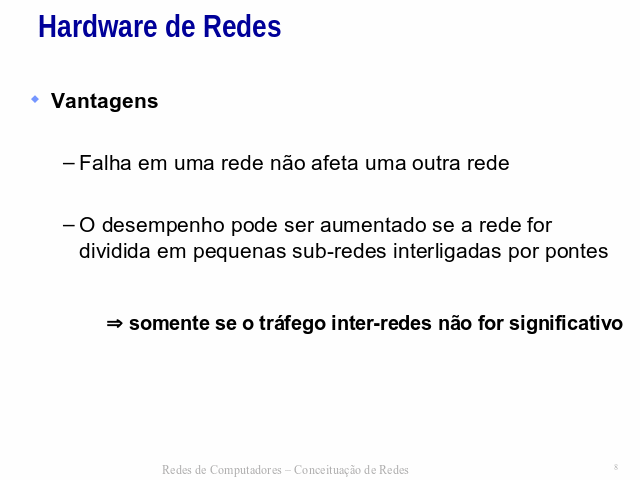 Hardware de Redes
Vantagens
– Falha em uma rede não afeta uma outra rede
– O desempenho pode ser aumentado se a rede for
dividida em pequenas sub-redes interligadas por pontes
⇒ somente se o tráfego inter-redes não for significativo
Redes de Computadores – Conceituação de Redes
8